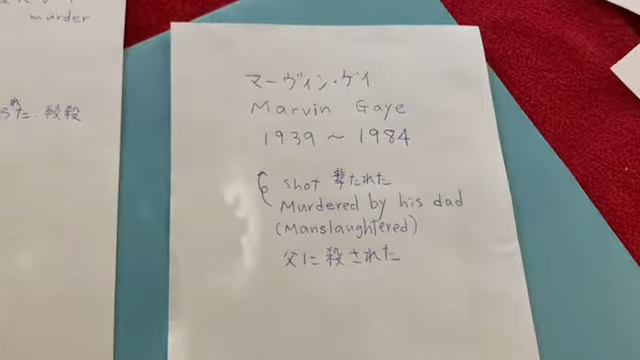 murder
絞殺
マーヴィン・ゲイ
Marvin Gaye
1939 ~ 1984
shot 撃たれた
Murdered by his dad
(Manslaughtered)
父に殺された